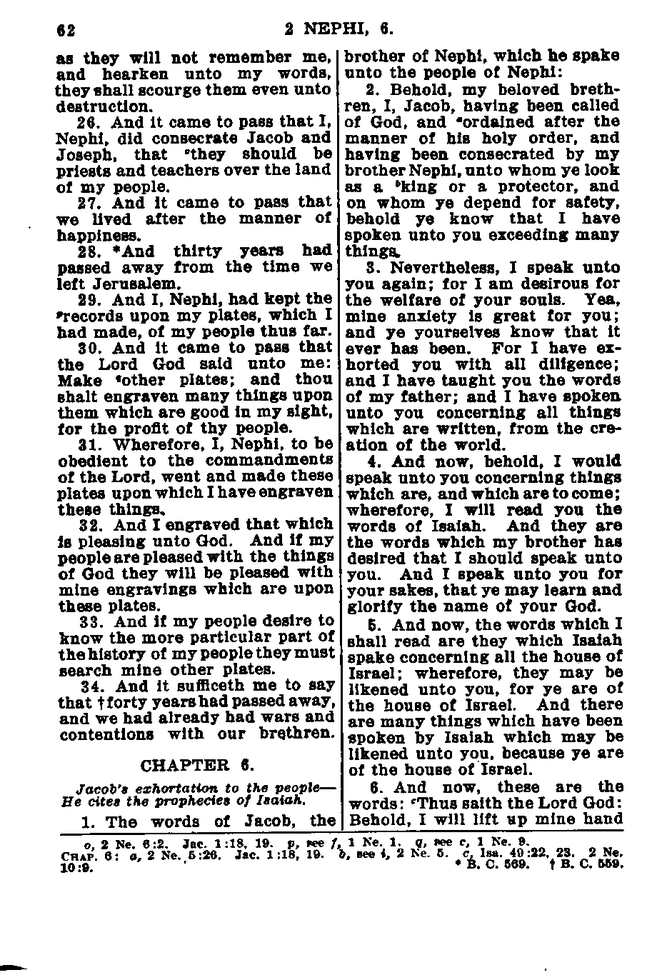 62
2 NEPHI, 6.
as they will not remember me,
and hearken unto my words,
they shall scourge them even unto
destruction.
26. And it came to pass that I,
Nephi, did consecrate Jacob and
Joseph, that °they should be
priests and teachers over the land
of my people.
27. And it came to pass that
we lived after the manner of
happiness.
28. *And thirty years had
passed away from the time we
left Jerusalem.
29. And I, Nephi, had kept the
ᵖrecords upon my plates, which I
had made, of my people thus far.
30. And it came to pass that
the Lord God said unto me:
Make ᑫother plates; and thou
shalt engraven many things upon
them which are good in my sight,
for the profit of thy people.
31. Wherefore, I, Nephi, to be
obedient to the commandments
of the Lord, went and made these
plates upon which I have engraven
these things.
32. And I engraved that which
is pleasing unto God. And if my
people are pleased with the things
of God they will be pleased with
mine engravings which are upon
these plates.
33. And if my people desire to
know the more particular part of
the history of my people they must
search mine other plates.
34. And it sufficeth me to say
that †forty years had passed away,
and we had already had wars and
contentions with our brethren.
CHAPTER 6.
Jacob's exhortation to the people—
He cites the prophecies of Isaiah.
1. The words of Jacob, the
brother of Nephi, which he spake
unto the people of Nephi:
2. Behold, my beloved breth-
ren, I, Jacob, having been called
of God, and ᵃordained after the
manner of his holy order, and
having been consecrated by my
brother Nephi, unto whom ye look
as a ᵇking or a protector, and
on whom ye depend for safety,
behold ye know that I have
spoken unto you exceeding many
things.
3. Nevertheless, I speak unto
you again; for I am desirous for
the welfare of your souls. Yea,
mine anxiety is great for you;
and ye yourselves know that it
ever has been. For I have ex-
horted you with all diligence;
and I have taught you the words
of my father; and I have spoken
unto you concerning all things
which are written, from the cre-
ation of the world.
4. And now, behold, I would
speak unto you concerning things
which are, and which are to come;
wherefore, I will read you the
words of Isaiah. And they are
the words which my brother has
desired that I should speak unto
you. And I speak unto you for
your sakes, that ye may learn and
glorify the name of your God.
5. And now, the words which I
shall read are they which Isaiah
spake concerning all the house of
Israel; wherefore, they may be
likened unto you, for ye are of
the house of Israel. And there
are many things which have been
spoken by Isaiah which may be
likened unto you, because ye are
of the house of Israel.
6. And now, these are the
words: ᶜThus saith the Lord God:
Behold, I will lift up mine hand
o, 2 Ne. 6:2. Jac. 1:18, 19. p, see f, 1 Ne. 1. q, see c, 1 Ne. 9.
CHAP. 6: a, 2 Ne. 5:26. Jac. 1:18, 19. b, see i, 2 Ne. 5. c, Isa. 49:22, 23. 2 Ne.
10:9. * B. C. 569. † B. C. 559.